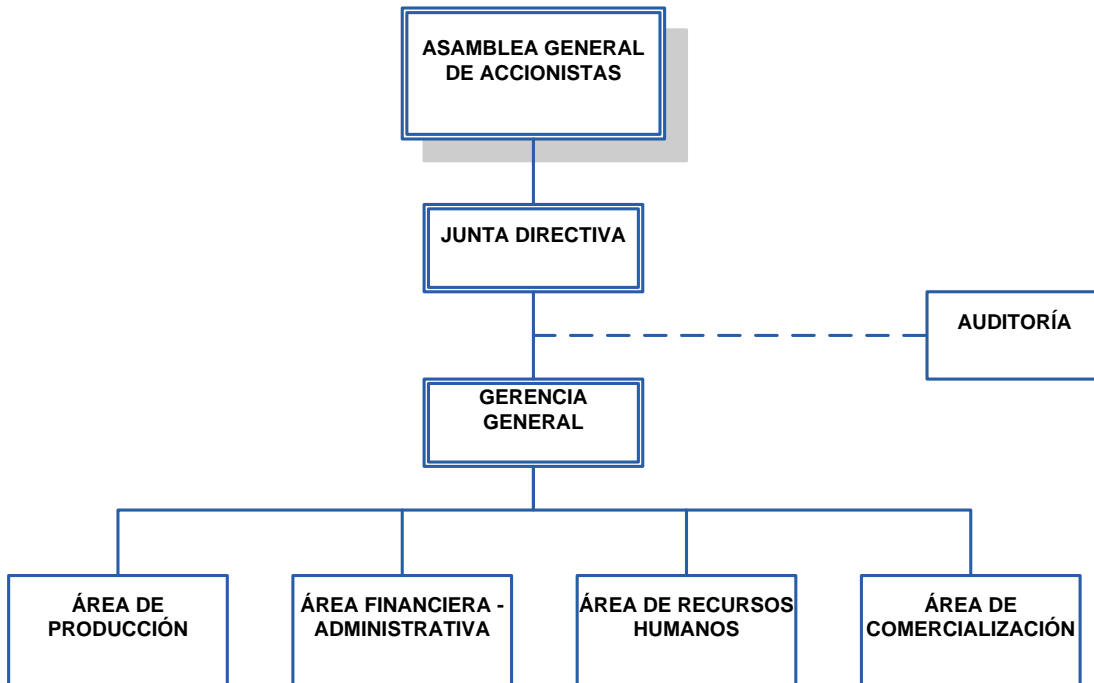 ASAMBLEA GENERAL
DE ACCIONISTAS
JUNTA DIRECTIVA
AUDITORÍA
GERENCIA
GENERAL
ÁREA DE
PRODUCCIÓN
ÁREA FINANCIERA -
ADMINISTRATIVA
ÁREA DE RECURSOS
HUMANOS
ÁREA DE
COMERCIALIZACIÓN